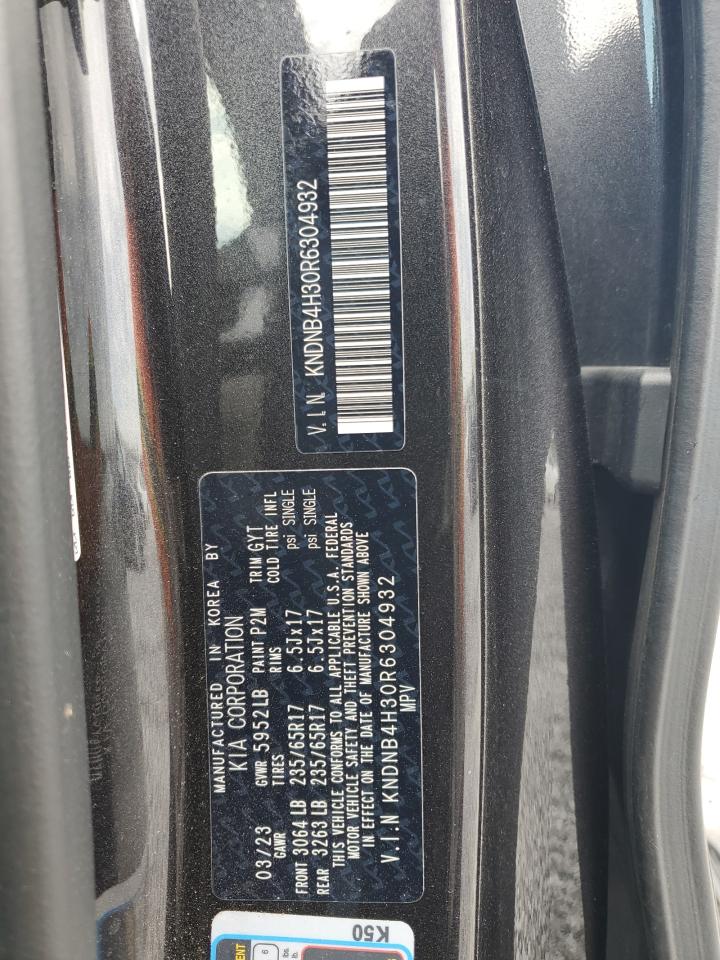 V.I.N. KNDNB4H30R6304932
MANUFACTURED IN KOREA BY
KIA CORPORATION
03/23 GVWR 5952LB PAINT P2M TRIM GYT
GAWR TIRES RIMS COLD TIRE INFL
FRONT 3064 LB 235/65R17 6.5Jx17 psi SINGLE
REAR 3263 LB 235/65R17 6.5Jx17 psi SINGLE
THIS VEHICLE CONFORMS TO ALL APPLICABLE U.S.A. FEDERAL
MOTOR VEHICLE SAFETY AND THEFT PREVENTION STANDARDS
IN EFFECT ON THE DATE OF MANUFACTURE SHOWN ABOVE
V.I.N KNDNB4H30R6304932
MPV
K50